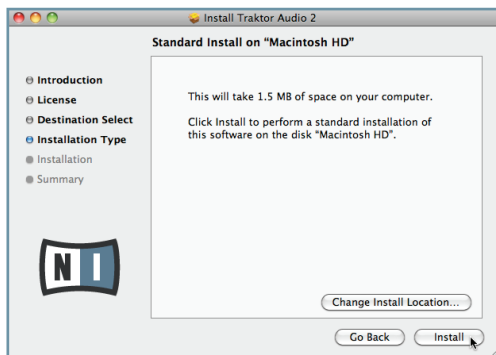 Install Traktor Audio 2
Standard Install on “Macintosh HD”
Introduction
License
Destination Select
Installation Type
Installation
Summary
This will take 1.5 MB of space on your computer.
Click Install to perform a standard installation of
this software on the disk “Macintosh HD”.
NI
Change Install Location...
Go Back
Install